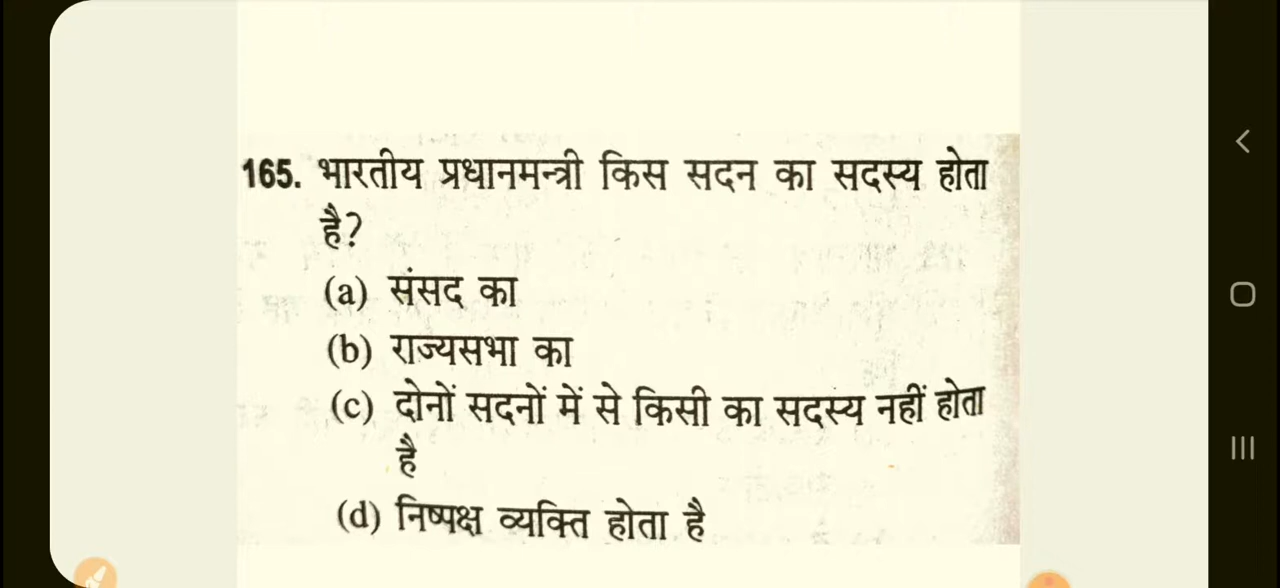 165. भारतीय प्रधानमन्त्री किस सदन का सदस्य होता
है?
(a) संसद का
(b) राज्यसभा का
(c) दोनों सदनों में से किसी का सदस्य नहीं होता
है
(d) निष्पक्ष व्यक्ति होता है